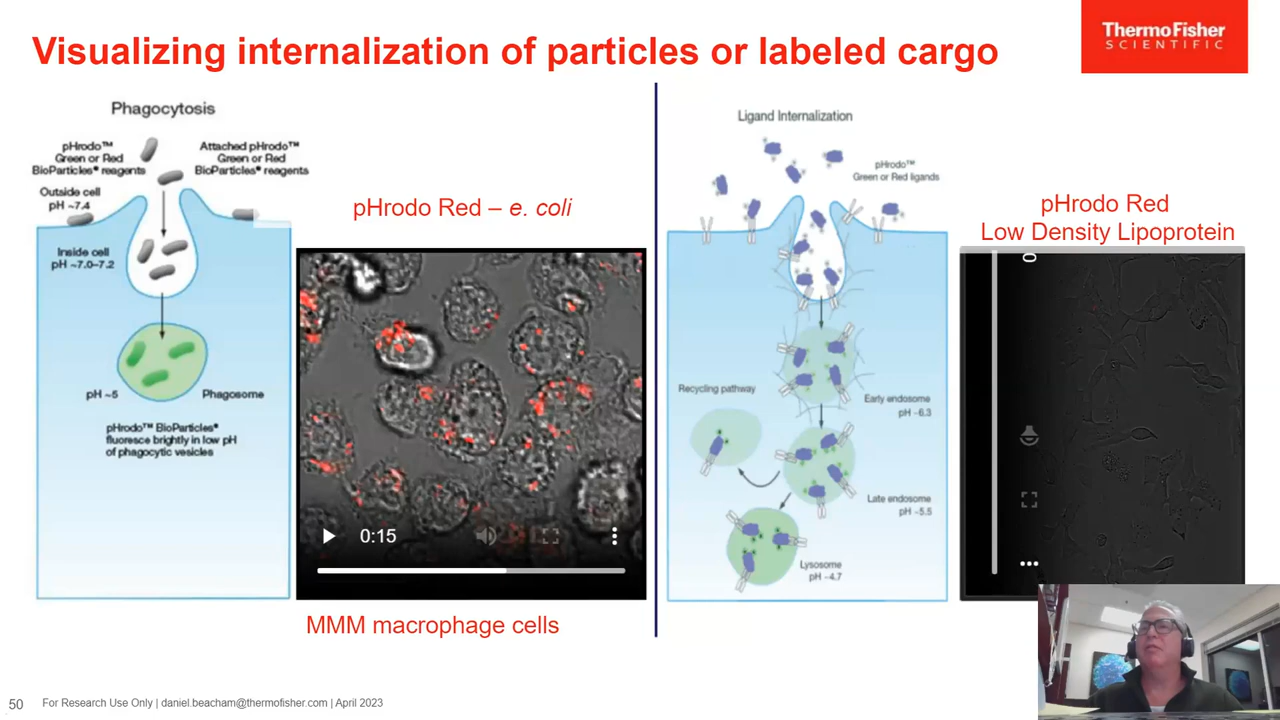 Visualizing internalization of particles or labeled cargo
ThermoFisher
SCIENTIFIC
Phagocytosis
pHrodo™
Green or Red
BioParticles® reagents
Attached pHrodo™
Green or Red
BioParticles® reagents
Outside cell
pH ~7.4
Inside cell
pH ~7.0–7.2
pH ~5
Phagosome
pHrodo™ BioParticles®
fluoresce brightly in low pH
of phagocytic vesicles
pHrodo Red – e. coli
0:15
MMM macrophage cells
Ligand Internalization
pHrodo™
Green or Red ligands
Recycling pathway
Early endosome
pH ~6.3
Late endosome
pH ~5.5
Lysosome
pH ~4.7
pHrodo Red
Low Density Lipoprotein
0
50
For Research Use Only | daniel.beacham@thermofisher.com | April 2023